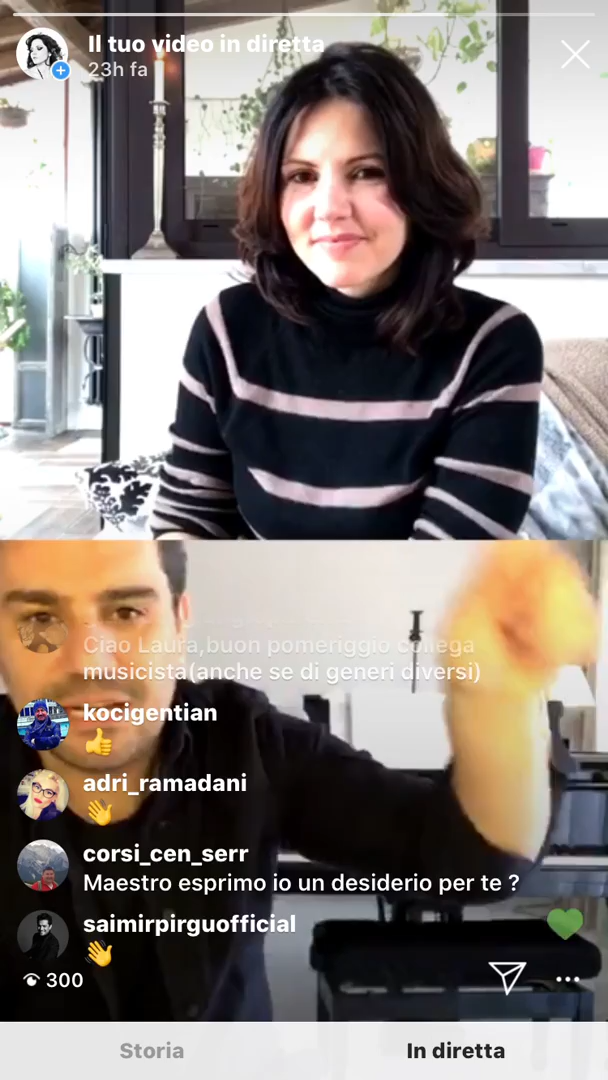 Il tuo video in diretta
23h fa
Ciao Laura,buon pomeriggio collega
musicista(anche se di generi diversi)
kocigentian
adri_ramadani
corsi_cen_serr
Maestro esprimo io un desiderio per te ?
saimirpirguofficial
300
Storia
In diretta